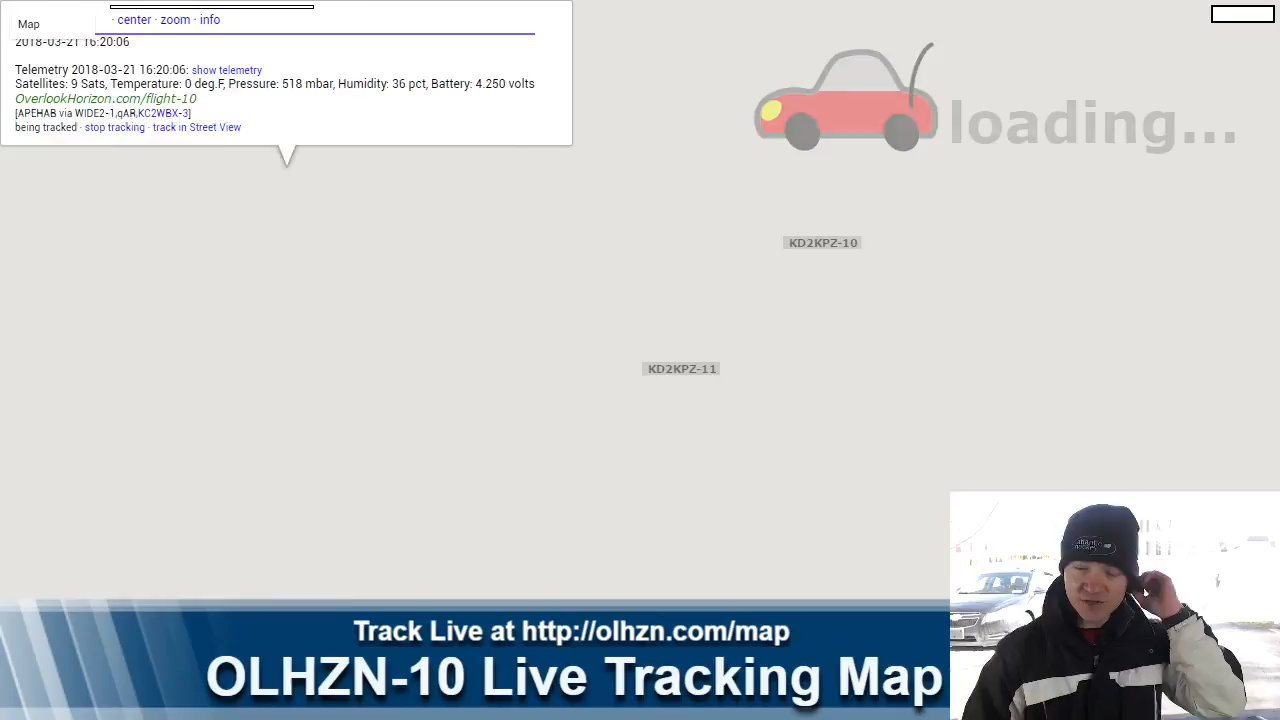 Map
· center · zoom · info
2018-03-21 16:20:06
Telemetry 2018-03-21 16:20:06: show telemetry
Satellites: 9 Sats, Temperature: 0 deg.F, Pressure: 518 mbar, Humidity: 36 pct, Battery: 4.250 volts
OverlookHorizon.com/flight-10
[APEHAB via WIDE2-1,qAR,KC2WBX-3]
being tracked · stop tracking · track in Street View
loading...
KD2KPZ-10
KD2KPZ-11
Track Live at http://olhzn.com/map
OLHZN-10 Live Tracking Map